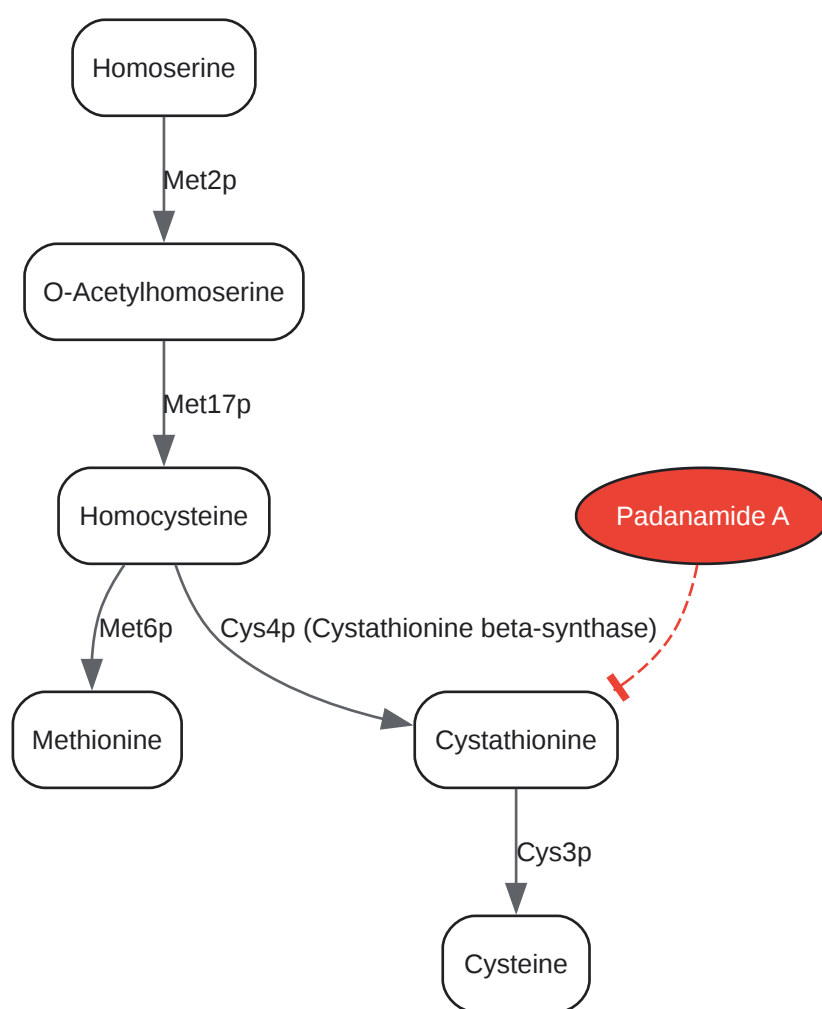 Homoserine
Met2p
O-Acetylhomoserine
Met17p
Homocysteine
Padanamide A
Met6p
Cys4p (Cystathionine beta-synthase)
Methionine
Cystathionine
Cys3p
Cysteine